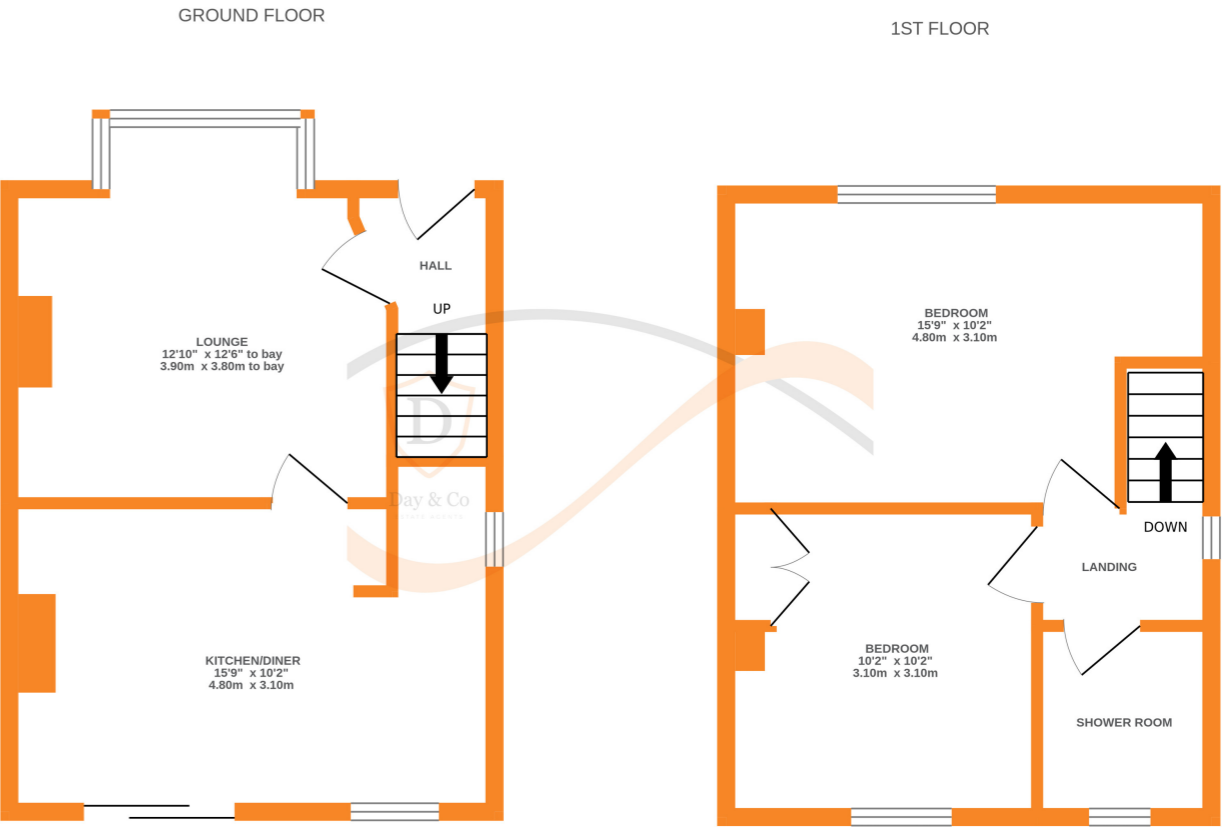 GROUND FLOOR
1ST FLOOR
HALL
UP
LOUNGE
12'10" x 12'6" to bay
3.90m x 3.80m to bay
KITCHEN/DINER
15'9" x 10'2"
4.80m x 3.10m
BEDROOM
15'9" x 10'2"
4.80m x 3.10m
DOWN
LANDING
BEDROOM
10'2" x 10'2"
3.10m x 3.10m
SHOWER ROOM
D
Day & Co
ESTATE AGENTS